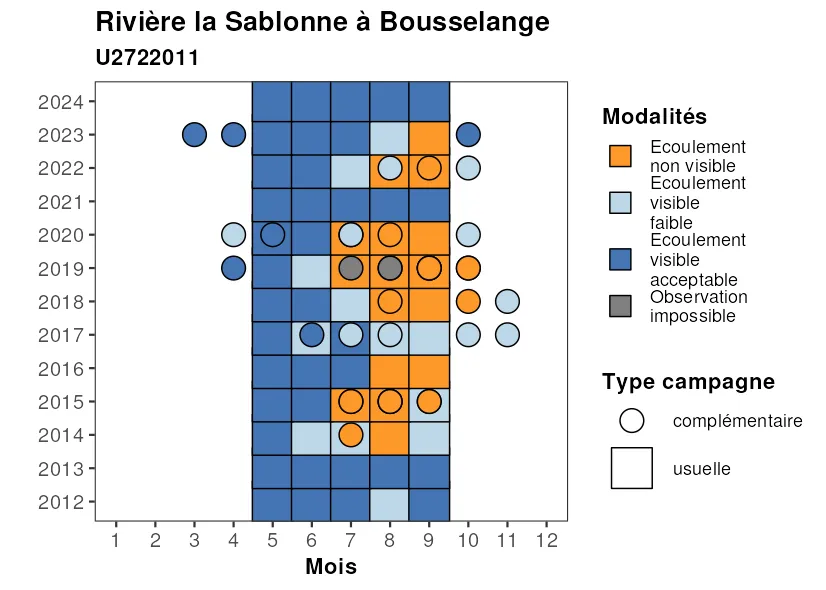 Rivière la Sablonne à Bousselange
U2722011
2024
2023
2022
2021
2020
2019
2018
2017
2016
2015
2014
2013
2012
1 2 3 4 5 6 7 8 9 10 11 12
Mois
Modalités
Ecoulement
non visible
Ecoulement
visible
faible
Ecoulement
visible
acceptable
Observation
impossible
Type campagne
complémentaire
usuelle